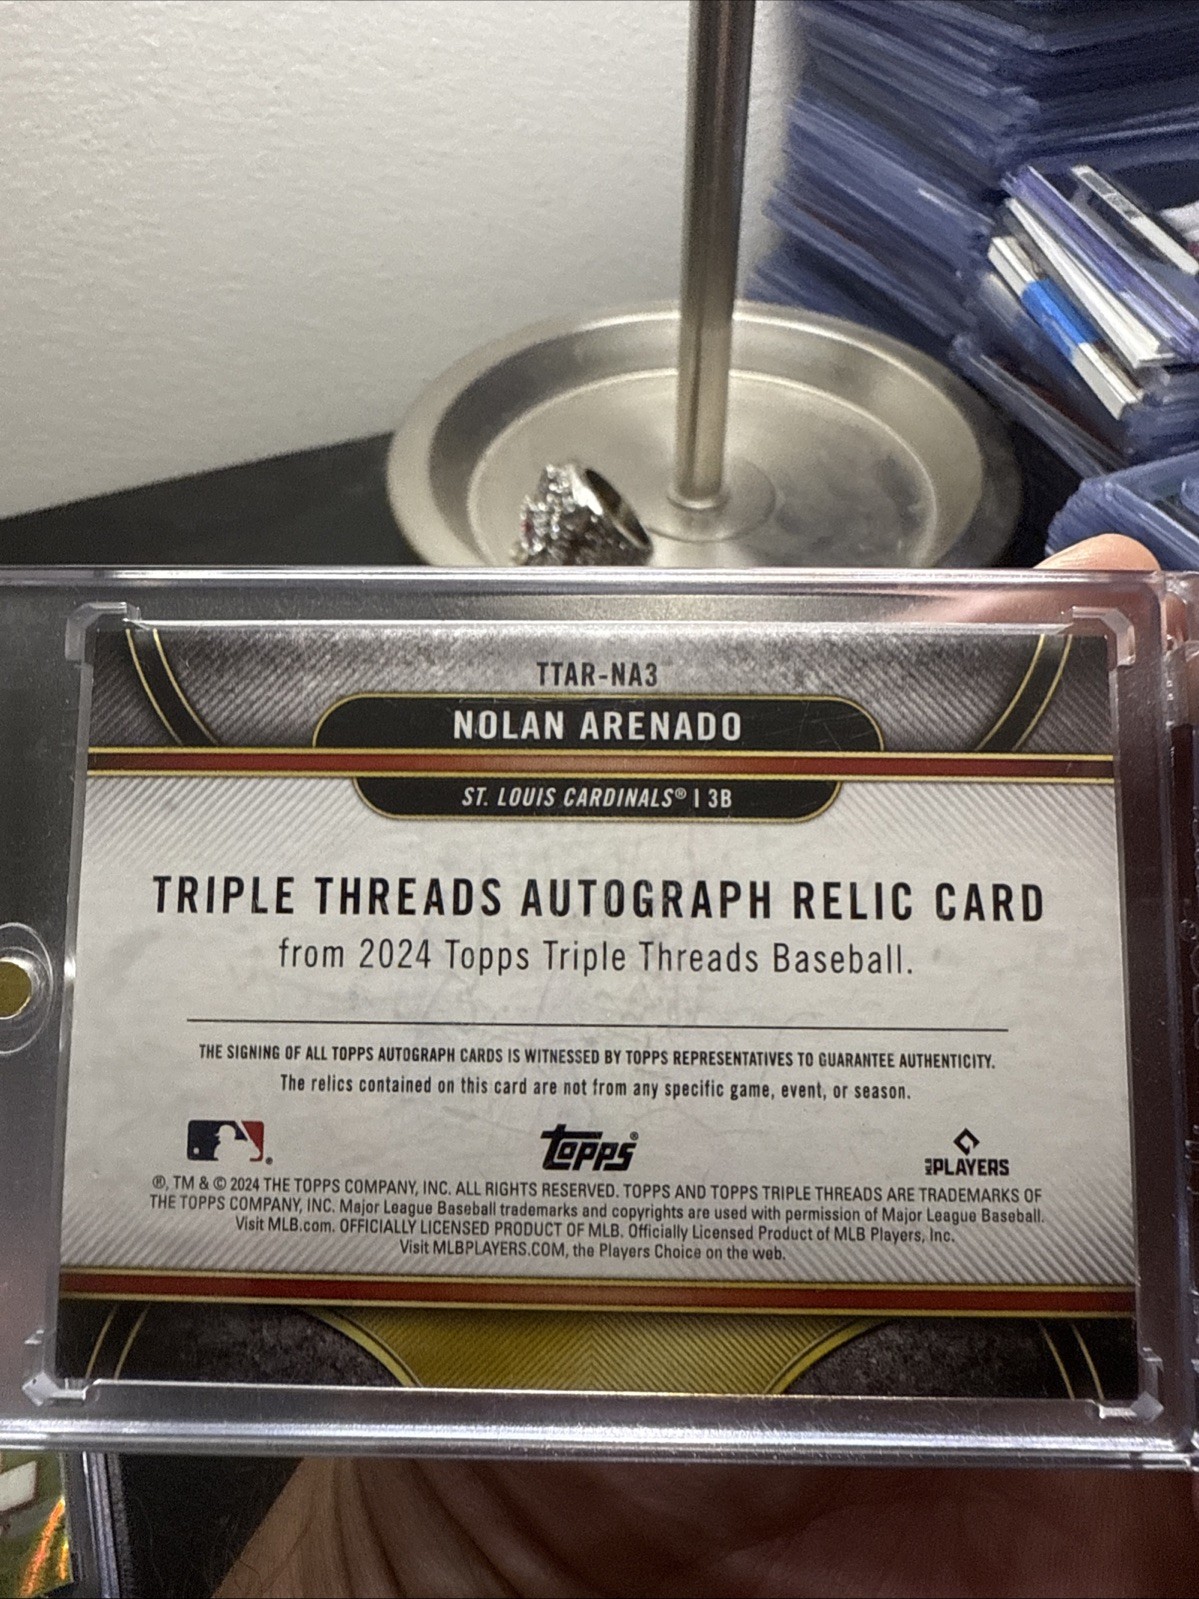 TTAR-NA3
NOLAN ARENADO
ST. LOUIS CARDINALS® | 3B
TRIPLE THREADS AUTOGRAPH RELIC CARD
from 2024 Topps Triple Threads Baseball.
THE SIGNING OF ALL TOPPS AUTOGRAPH CARDS IS WITNESSED BY TOPPS REPRESENTATIVES TO GUARANTEE AUTHENTICITY.
The relics contained on this card are not from any specific game, event, or season.
topps®
MLB PLAYERS
®, TM & © 2024 THE TOPPS COMPANY, INC. ALL RIGHTS RESERVED. TOPPS AND TOPPS TRIPLE THREADS ARE TRADEMARKS OF
THE TOPPS COMPANY, INC. Major League Baseball trademarks and copyrights are used with permission of Major League Baseball.
Visit MLB.com. OFFICIALLY LICENSED PRODUCT OF MLB. Officially Licensed Product of MLB Players, Inc.
Visit MLBPLAYERS.COM, the Players Choice on the web.